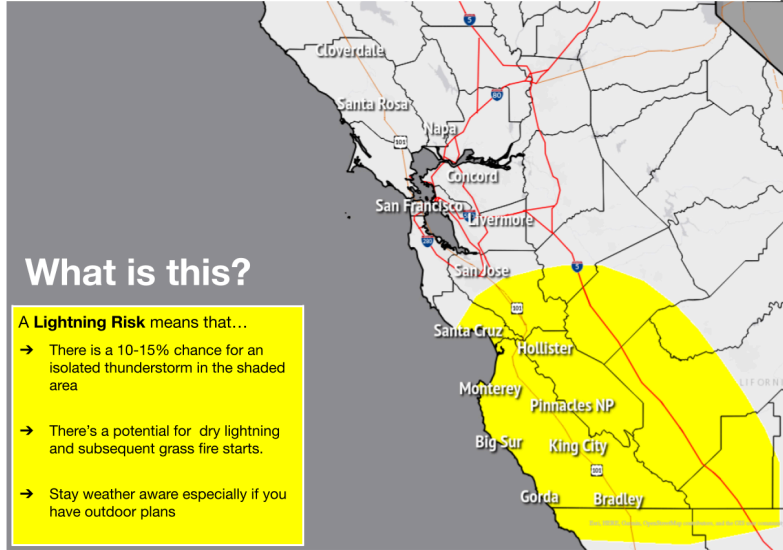 5
Cloverdale
80
Santa Rosa
Napa
101
Concord
San Francisco
Livermore
280
What is this?
San Jose
5
A Lightning Risk means that…
101
➔ There is a 10-15% chance for an
isolated thunderstorm in the shaded
area
Santa Cruz
Hollister
Monterey
Pinnacles NP
➔ There's a potential for dry lightning
and subsequent grass fire starts.
Big Sur
King City
101
➔ Stay weather aware especially if you
have outdoor plans
Gorda
Bradley